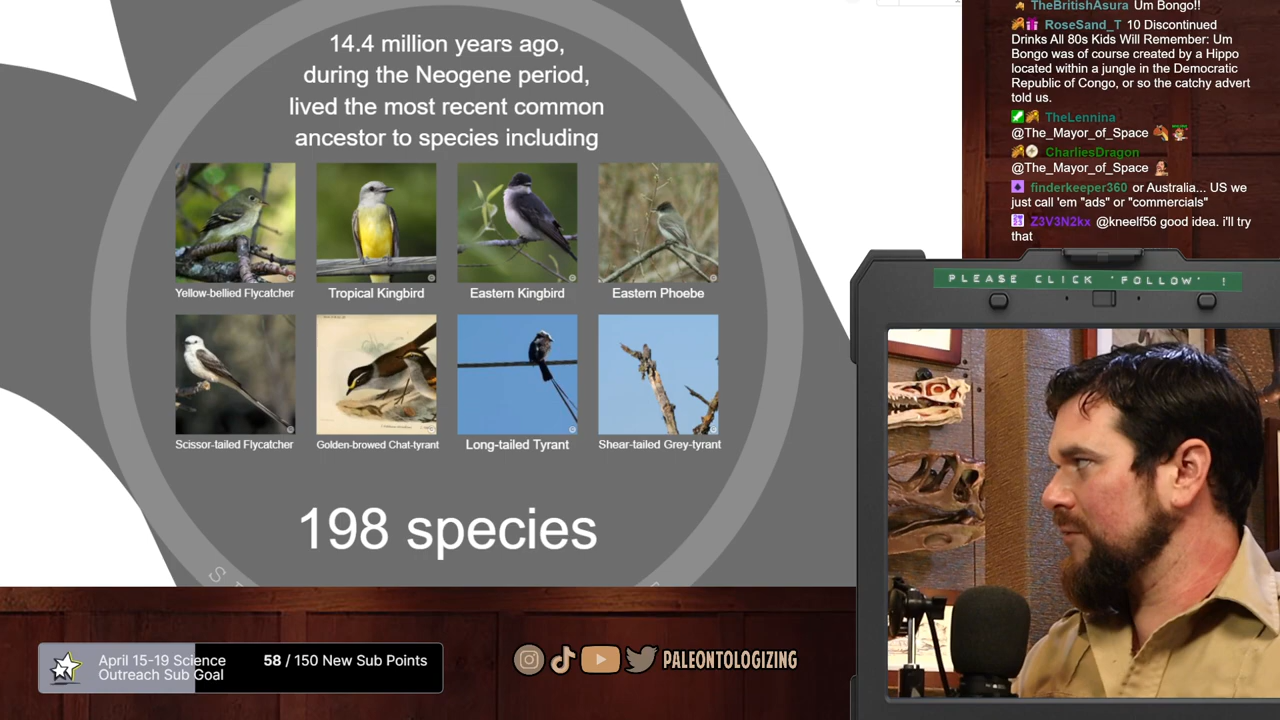 14.4 million years ago,
during the Neogene period,
lived the most recent common
ancestor to species including
Yellow-bellied Flycatcher
Tropical Kingbird
Eastern Kingbird
Eastern Phoebe
Scissor-tailed Flycatcher
Golden-browed Chat-tyrant
Long-tailed Tyrant
Shear-tailed Grey-tyrant
198 species
TheBritishAsura Um Bongo!!
RoseSand_T 10 Discontinued
Drinks All 80s Kids Will Remember: Um
Bongo was of course created by a Hippo
located within a jungle in the Democratic
Republic of Congo, or so the catchy advert
told us.
TheLennina
@The_Mayor_of_Space
CharliesDragon
@The_Mayor_of_Space
finderkeeper360 or Australia... US we
just call 'em "ads" or "commercials"
Z3V3N2kx @kneelf56 good idea. i'll try
that
PLEASE CLICK 'FOLLOW' !
April 15-19 Science
Outreach Sub Goal
58 / 150 New Sub Points
PALEONTOLOGIZING